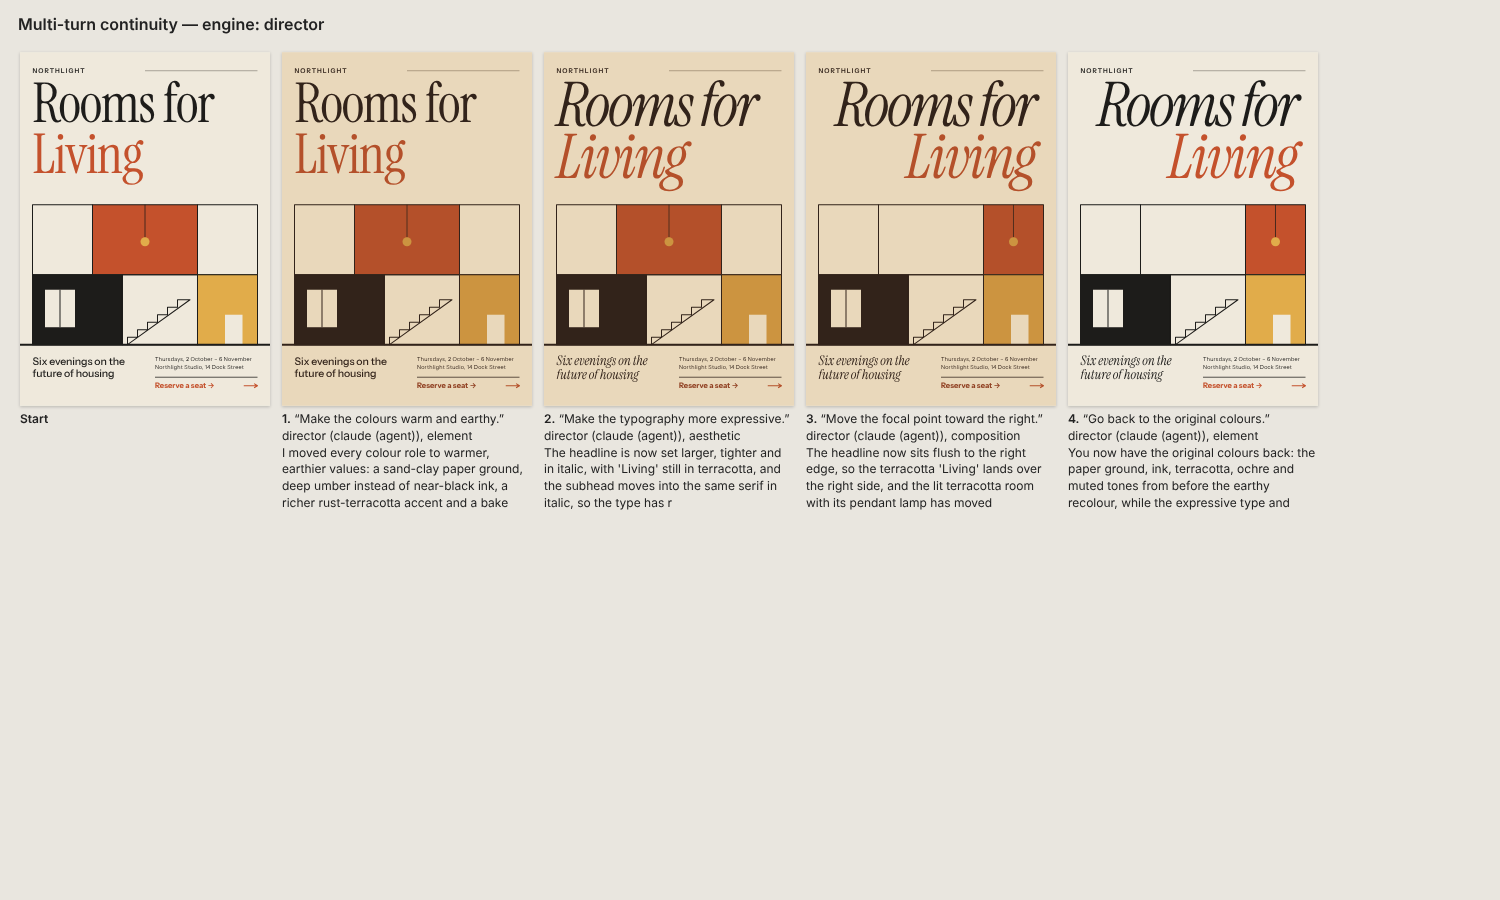 Multi-turn continuity — engine: director
NORTHLIGHT
Rooms for
Living
Six evenings on the
future of housing
Thursdays, 2 October – 6 November
Northlight Studio, 14 Dock Street
Reserve a seat →
Start
NORTHLIGHT
Rooms for
Living
Six evenings on the
future of housing
Thursdays, 2 October – 6 November
Northlight Studio, 14 Dock Street
Reserve a seat →
1. “Make the colours warm and earthy.”
director (claude (agent)), element
I moved every colour role to warmer,
earthier values: a sand-clay paper ground,
deep umber instead of near-black ink, a
richer rust-terracotta accent and a bake
NORTHLIGHT
Rooms for
Living
Six evenings on the
future of housing
Thursdays, 2 October – 6 November
Northlight Studio, 14 Dock Street
Reserve a seat →
2. “Make the typography more expressive.”
director (claude (agent)), aesthetic
The headline is now set larger, tighter and
in italic, with 'Living' still in terracotta, and
the subhead moves into the same serif in
italic, so the type has r
NORTHLIGHT
Rooms for
Living
Six evenings on the
future of housing
Thursdays, 2 October – 6 November
Northlight Studio, 14 Dock Street
Reserve a seat →
3. “Move the focal point toward the right.”
director (claude (agent)), composition
The headline now sits flush to the right
edge, so the terracotta 'Living' lands over
the right side, and the lit terracotta room
with its pendant lamp has moved
NORTHLIGHT
Rooms for
Living
Six evenings on the
future of housing
Thursdays, 2 October – 6 November
Northlight Studio, 14 Dock Street
Reserve a seat →
4. “Go back to the original colours.”
director (claude (agent)), element
You now have the original colours back: the
paper ground, ink, terracotta, ochre and
muted tones from before the earthy
recolour, while the expressive type and